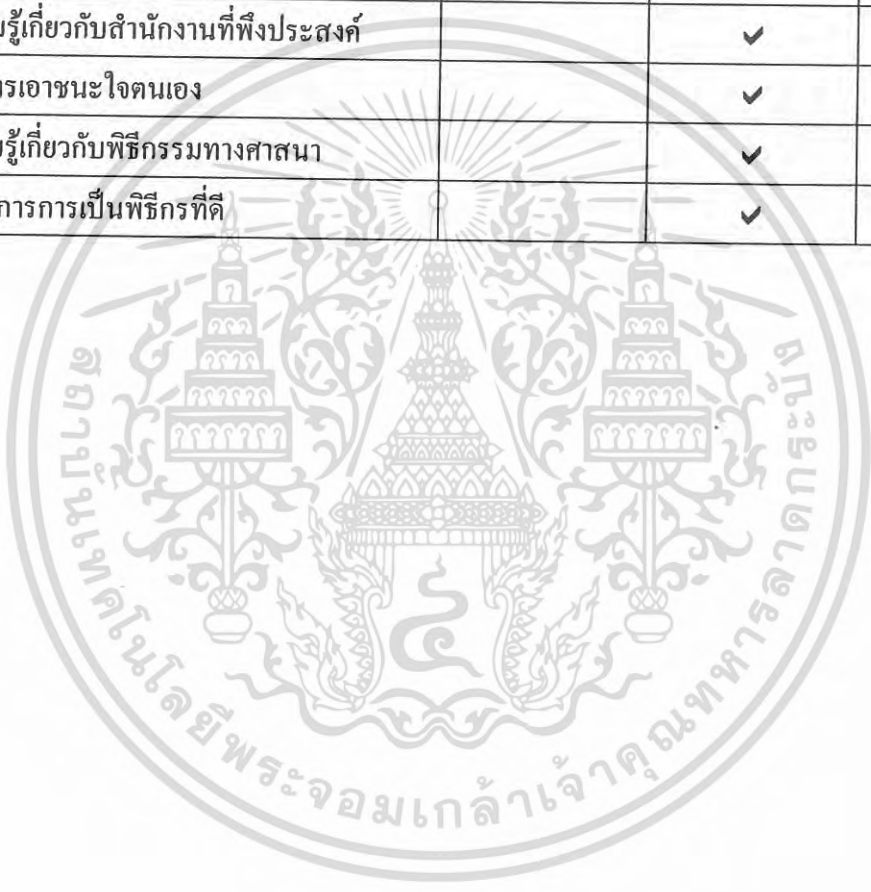 รู้เกี่ยวกับสำนักงานที่พึงประสงค์ ✓
เอาชนะใจตนเอง ✓
รู้เกี่ยวกับพิธีกรรมทางศาสนา ✓
การการเป็นพิธีกรที่ดี ✓
สถาบันเทคโนโลยีพระจอมเกล้าเจ้าคุณทหารลาดกระบัง
๔